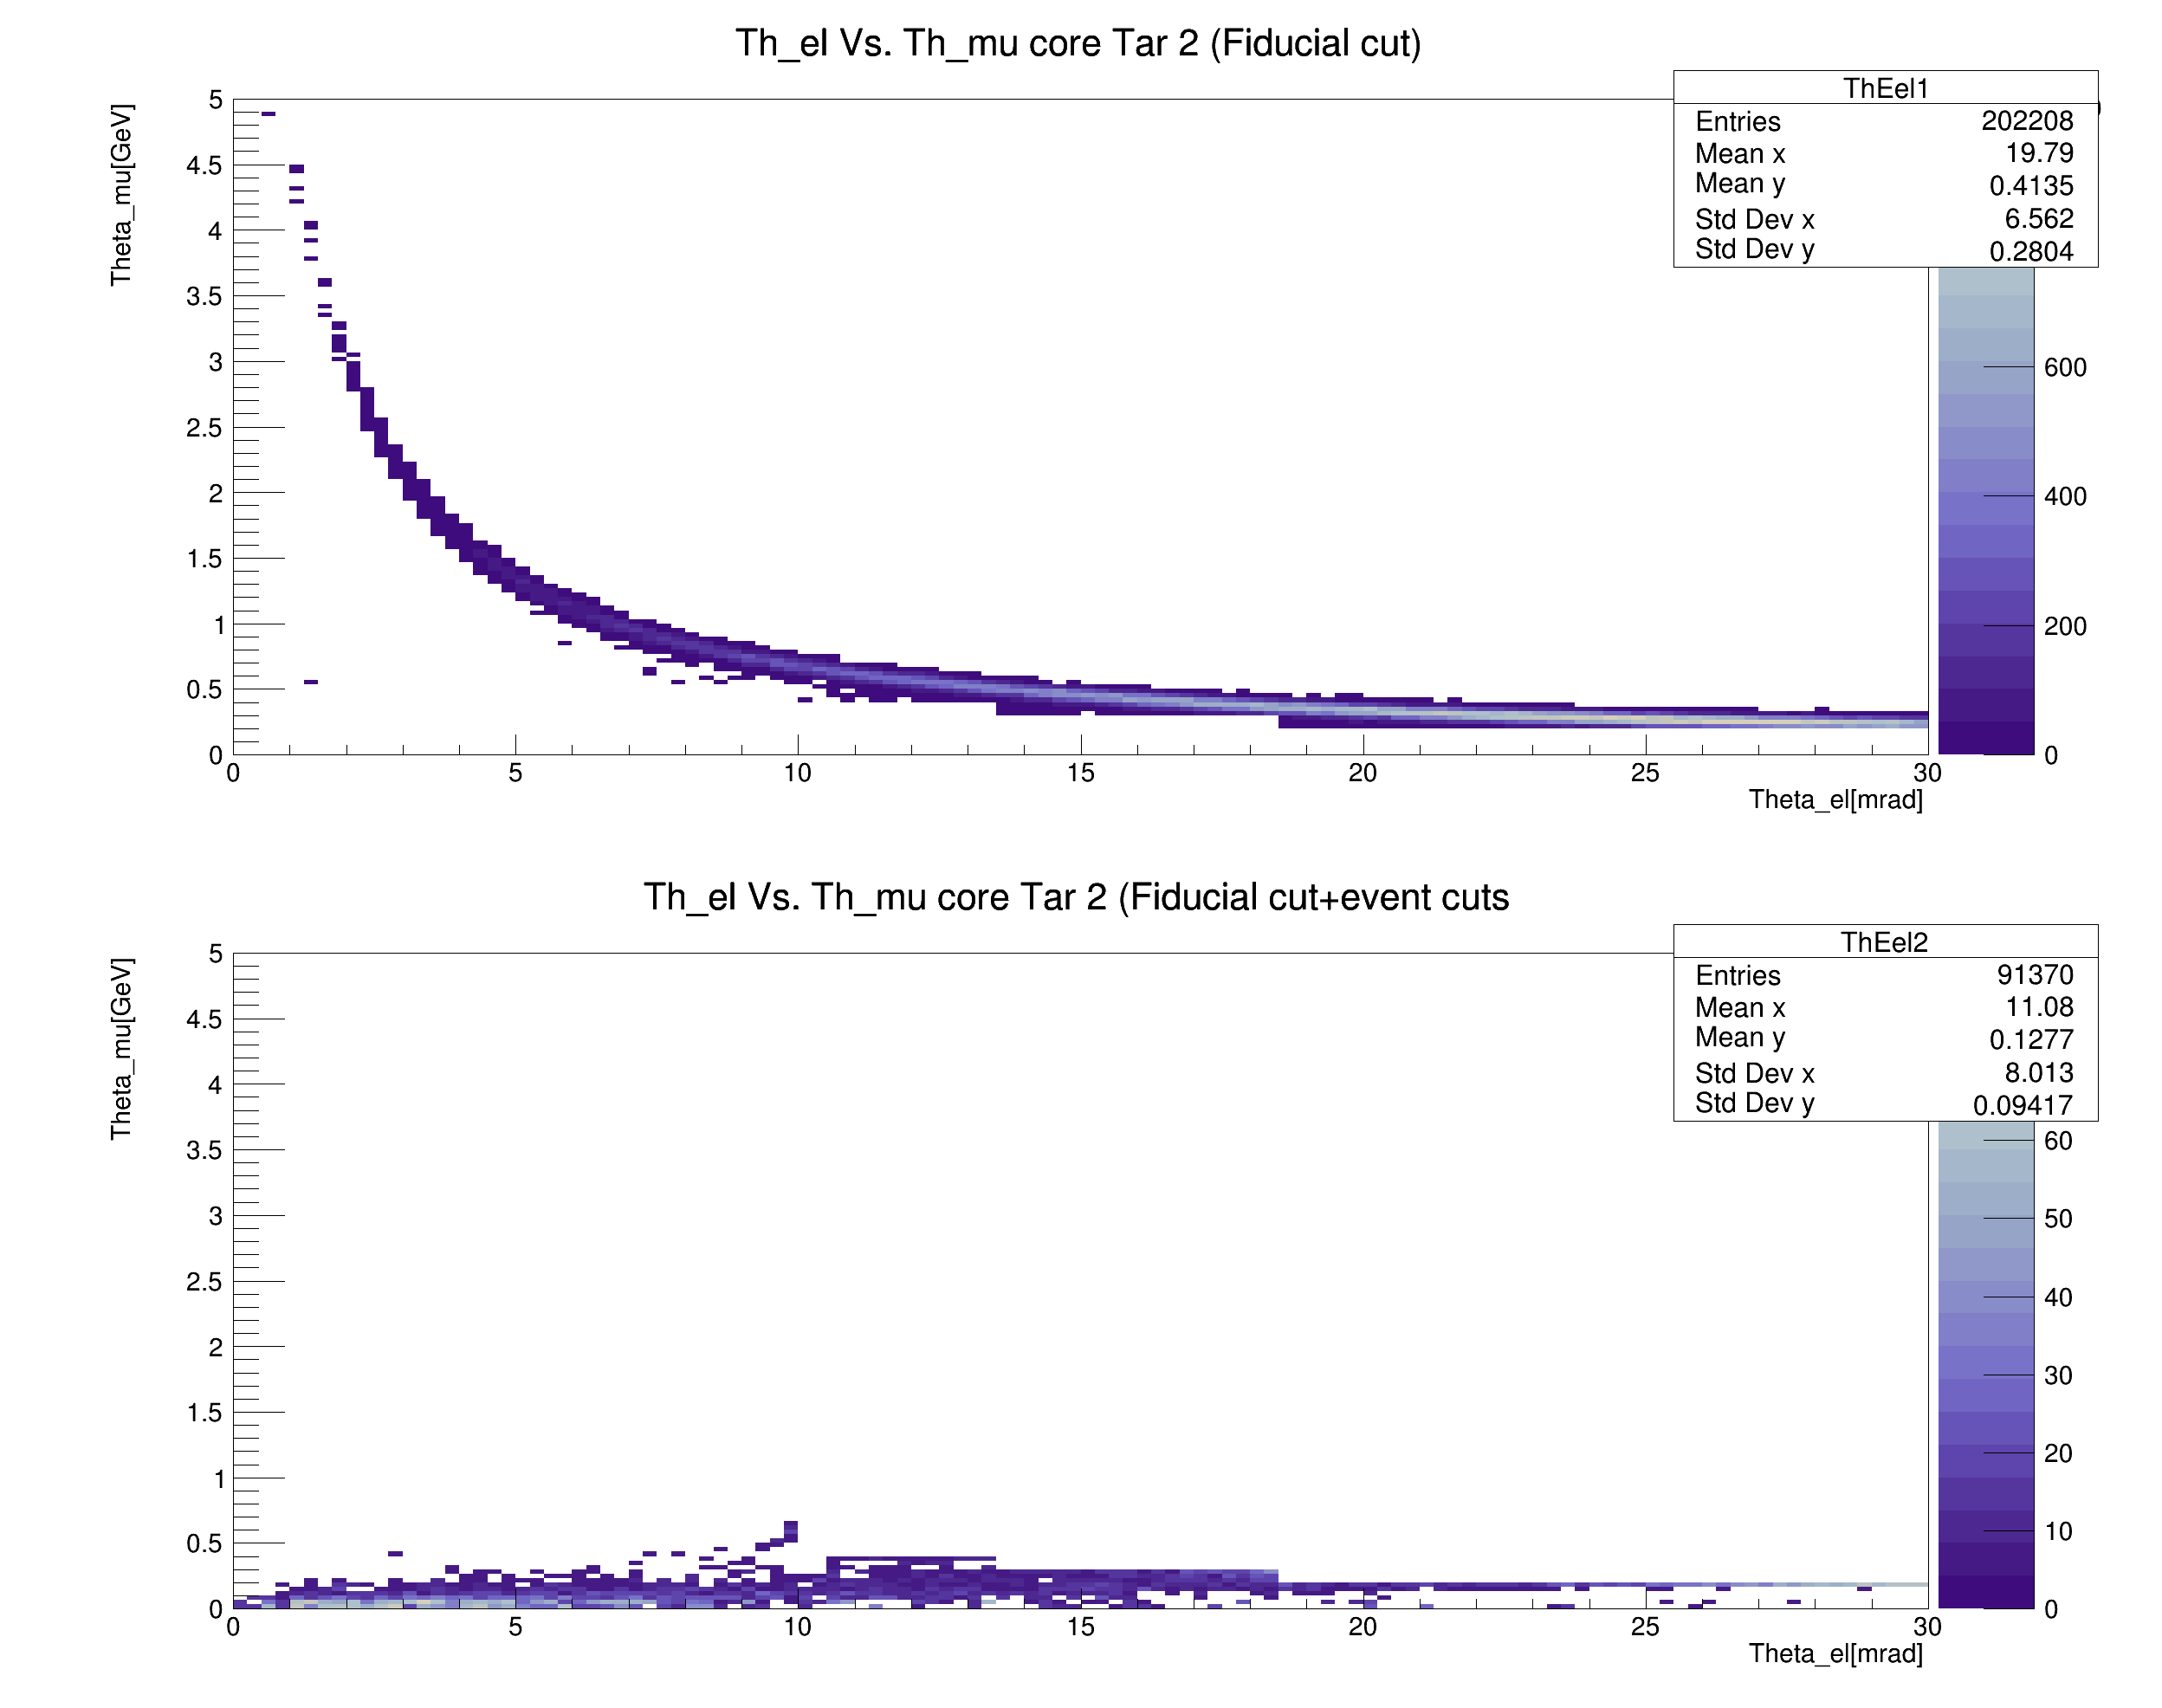 Th_el Vs. Th_mu core Tar 2 (Fiducial cut)
ThEel1
Entries 202208
Mean x 19.79
Mean y 0.4135
Std Dev x 6.562
Std Dev y 0.2804
Theta_mu[GeV]
5
4.5
4
3.5
3
2.5
2
1.5
1
0.5
0
0 5 10 15 20 25 30
Theta_el[mrad]
600
400
200
0
Th_el Vs. Th_mu core Tar 2 (Fiducial cut+event cuts
ThEel2
Entries 91370
Mean x 11.08
Mean y 0.1277
Std Dev x 8.013
Std Dev y 0.09417
Theta_mu[GeV]
5
4.5
4
3.5
3
2.5
2
1.5
1
0.5
0
0 5 10 15 20 25 30
Theta_el[mrad]
60
50
40
30
20
10
0